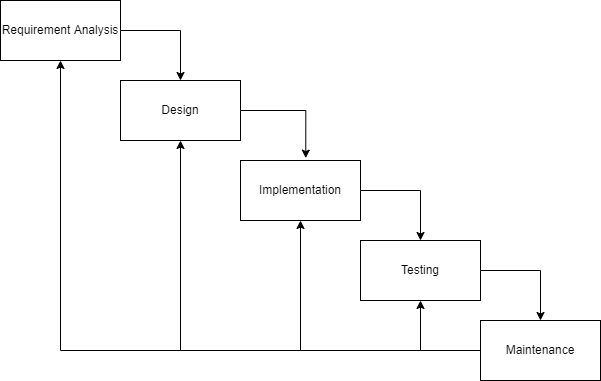 Requirement Analysis
Design
Implementation
Testing
Maintenance